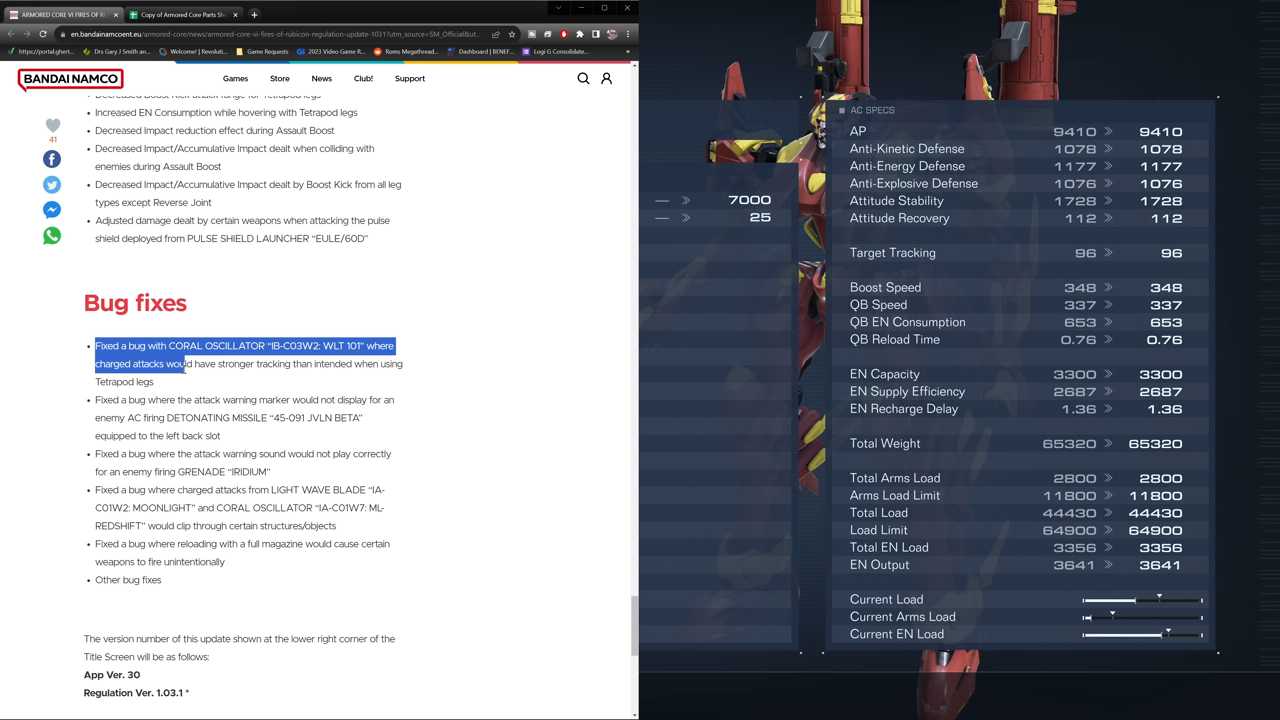 ARMORED CORE VI FIRES OF R
Copy of Armored Core Parts Sh
en.bandainamcoent.eu/armored-core/news/armored-core-vi-fires-of-rubicon-regulation-update-1031?utm_source=SM_Official&ut...
https://portal.ghert...
Drs Gary J Smith an...
Welcome! | Revoluti...
Game Requests
2023 Video Game R...
Roms Megathread...
Dashboard | BENEF...
Logi G Consolidate...
BANDAI NAMCO
Games
Store
News
Club!
Support
41
Decreased Boost Kick attack range for Tetrapod legs
• Increased EN Consumption while hovering with Tetrapod legs
• Decreased Impact reduction effect during Assault Boost
• Decreased Impact/Accumulative Impact dealt when colliding with
enemies during Assault Boost
• Decreased Impact/Accumulative Impact dealt by Boost Kick from all leg
types except Reverse Joint
• Adjusted damage dealt by certain weapons when attacking the pulse
shield deployed from PULSE SHIELD LAUNCHER “EULE/60D”
Bug fixes
• Fixed a bug with CORAL OSCILLATOR “IB-C03W2: WLT 101” where
charged attacks would have stronger tracking than intended when using
Tetrapod legs
• Fixed a bug where the attack warning marker would not display for an
enemy AC firing DETONATING MISSILE “45-091 JVLN BETA”
equipped to the left back slot
• Fixed a bug where the attack warning sound would not play correctly
for an enemy firing GRENADE “IRIDIUM”
• Fixed a bug where charged attacks from LIGHT WAVE BLADE “IA-
C01W2: MOONLIGHT” and CORAL OSCILLATOR “IA-C01W7: ML-
REDSHIFT” would clip through certain structures/objects
• Fixed a bug where reloading with a full magazine would cause certain
weapons to fire unintentionally
• Other bug fixes
The version number of this update shown at the lower right corner of the
Title Screen will be as follows:
App Ver. 30
Regulation Ver. 1.03.1 *
— » 7000
— » 25
AC SPECS
AP 9410 » 9410
Anti-Kinetic Defense 1078 » 1078
Anti-Energy Defense 1177 » 1177
Anti-Explosive Defense 1076 » 1076
Attitude Stability 1728 » 1728
Attitude Recovery 112 » 112
Target Tracking 96 » 96
Boost Speed 348 » 348
QB Speed 337 » 337
QB EN Consumption 653 » 653
QB Reload Time 0.76 » 0.76
EN Capacity 3300 » 3300
EN Supply Efficiency 2687 » 2687
EN Recharge Delay 1.36 » 1.36
Total Weight 65320 » 65320
Total Arms Load 2800 » 2800
Arms Load Limit 11800 » 11800
Total Load 44430 » 44430
Load Limit 64900 » 64900
Total EN Load 3356 » 3356
EN Output 3641 » 3641
Current Load
Current Arms Load
Current EN Load